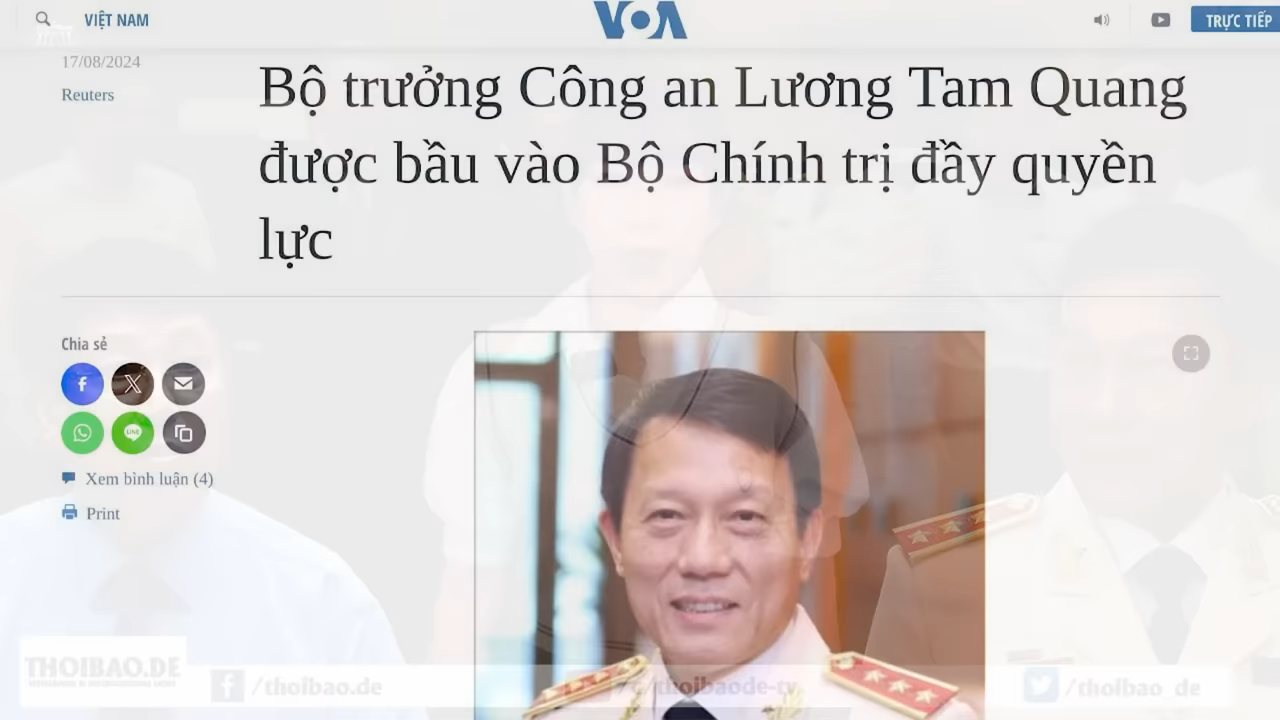 VIỆT NAM
VOA
TRỰC TIẾP
17/08/2024
Reuters
Bộ trưởng Công an Lương Tam Quang
được bầu vào Bộ Chính trị đầy quyền
lực
Chia sẻ
LINE
Xem bình luận (4)
Print
THOIBAO.DE
/thoibao.de
/thoibaode-tv
/thoibao_de